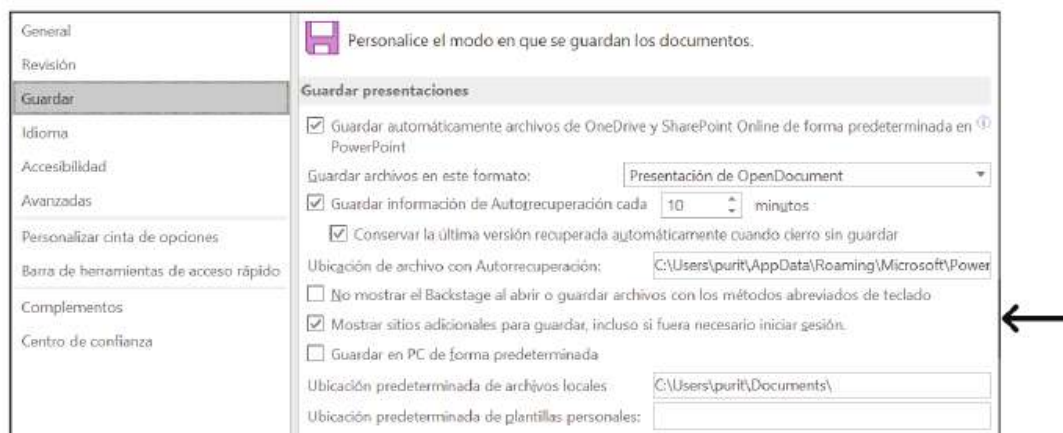 General
Revisión
Guardar
Idioma
Accesibilidad
Avanzadas
Personalizar cinta de opciones
Barra de herramientas de acceso rápido
Complementos
Centro de confianza
Personalice el modo en que se guardan los documentos.
Guardar presentaciones
Guardar automáticamente archivos de OneDrive y SharePoint Online de forma predeterminada en
PowerPoint
Guardar archivos en este formato: Presentación de OpenDocument
Guardar información de Autorrecuperación cada 10 minutos
Conservar la última versión recuperada automáticamente cuando cierro sin guardar
Ubicación de archivo con Autorrecuperación: C:\Users\purit\AppData\Roaming\Microsoft\Power
No mostrar el Backstage al abrir o guardar archivos con los métodos abreviados de teclado
Mostrar sitios adicionales para guardar, incluso si fuera necesario iniciar sesión.
Guardar en PC de forma predeterminada
Ubicación predeterminada de archivos locales C:\Users\purit\Documents\
Ubicación predeterminada de plantillas personales: